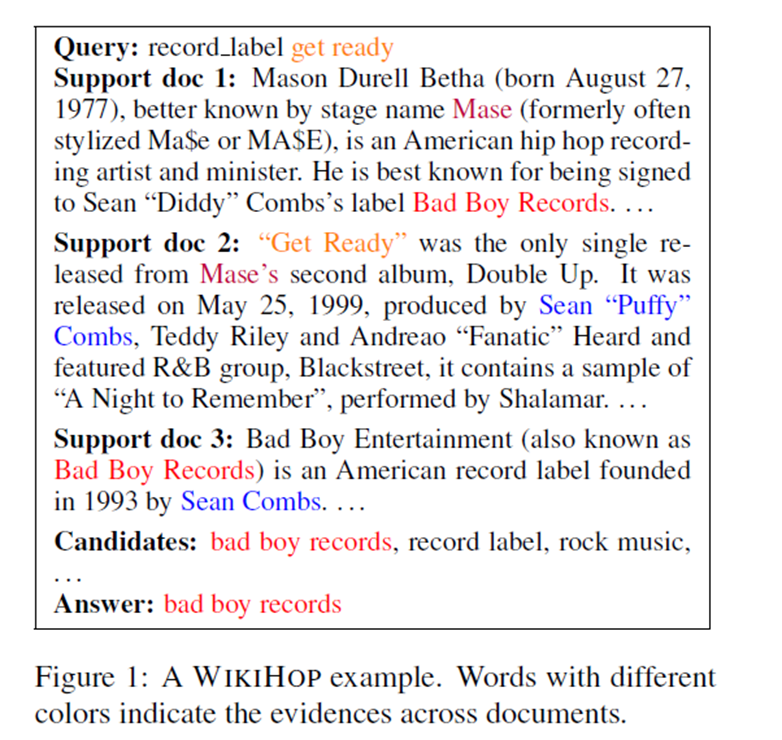 Query: record_label get ready
Support doc 1: Mason Durell Betha (born August 27,
1977), better known by stage name Mase (formerly often
stylized Ma$e or MA$E), is an American hip hop record-
ing artist and minister. He is best known for being signed
to Sean “Diddy” Combs’s label Bad Boy Records. …
Support doc 2: “Get Ready” was the only single re-
leased from Mase’s second album, Double Up. It was
released on May 25, 1999, produced by Sean “Puffy”
Combs, Teddy Riley and Andreao “Fanatic” Heard and
featured R&B group, Blackstreet, it contains a sample of
“A Night to Remember”, performed by Shalamar. …
Support doc 3: Bad Boy Entertainment (also known as
Bad Boy Records) is an American record label founded
in 1993 by Sean Combs. …
Candidates: bad boy records, record label, rock music,
…
Answer: bad boy records
Figure 1: A WIKIHOP example. Words with different
colors indicate the evidences across documents.